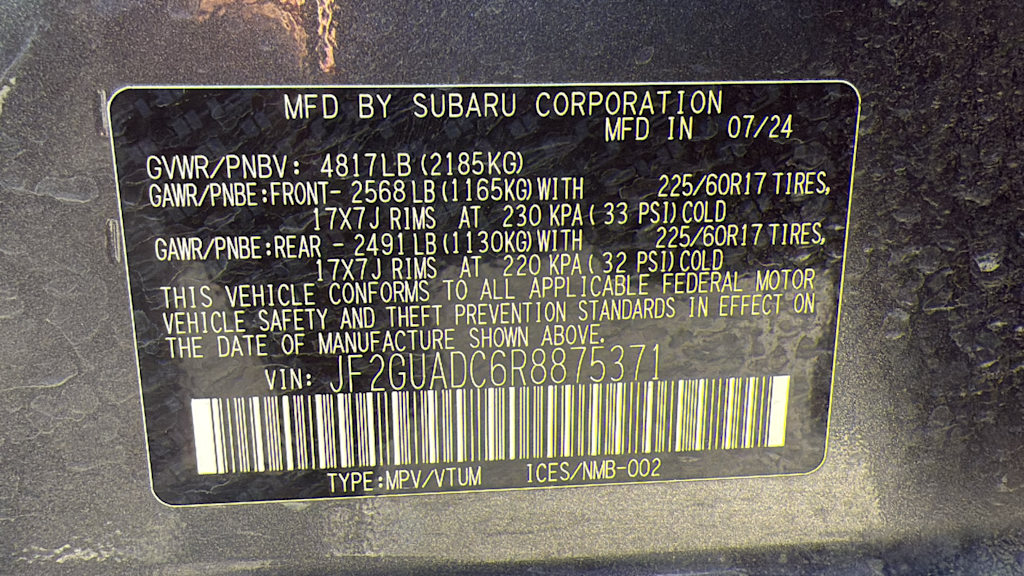 MFD BY SUBARU CORPORATION
MFD IN 07/24
GVWR/PNBV: 4817LB (2185KG)
GAWR/PNBE:FRONT- 2568 LB (1165KG) WITH 225/60R17 TIRES,
17X7J RIMS AT 230 KPA ( 33 PSI) COLD
GAWR/PNBE:REAR - 2491 LB (1130KG) WITH 225/60R17 TIRES,
17X7J RIMS AT 220 KPA ( 32 PSI) COLD
THIS VEHICLE CONFORMS TO ALL APPLICABLE FEDERAL MOTOR
VEHICLE SAFETY AND THEFT PREVENTION STANDARDS IN EFFECT ON
THE DATE OF MANUFACTURE SHOWN ABOVE.
VIN: JF2GUADC6R8875371
TYPE:MPV/VTUM ICES/NMB-002